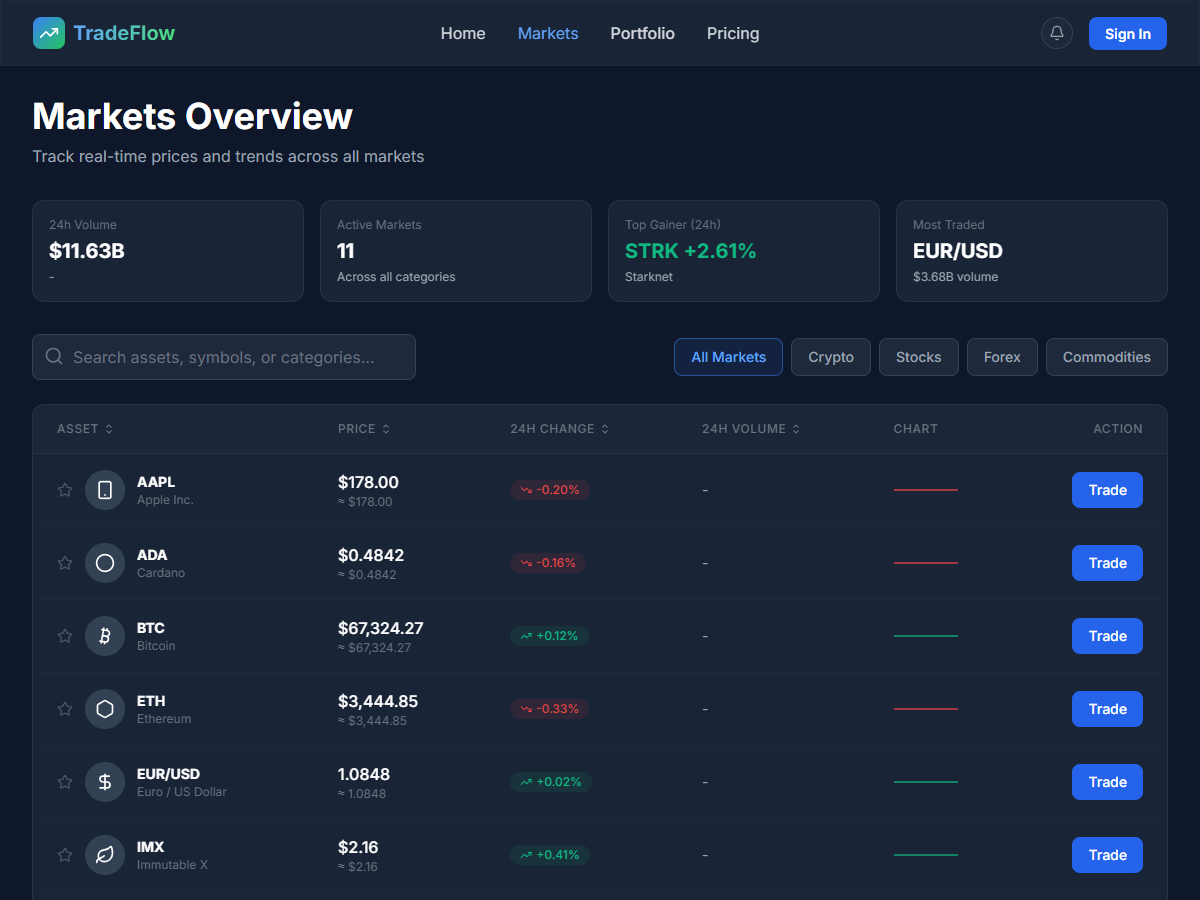 TradeFlow
Home Markets Portfolio Pricing
Sign In
Markets Overview
Track real-time prices and trends across all markets
24h Volume
$11.63B
-
Active Markets
11
Across all categories
Top Gainer (24h)
STRK +2.61%
Starknet
Most Traded
EUR/USD
$3.68B volume
Search assets, symbols, or categories...
All Markets Crypto Stocks Forex Commodities
ASSET PRICE 24H CHANGE 24H VOLUME CHART ACTION
AAPL
Apple Inc.
$178.00
≈ $178.00
-0.20%
-
Trade
ADA
Cardano
$0.4842
≈ $0.4842
-0.16%
-
Trade
BTC
Bitcoin
$67,324.27
≈ $67,324.27
+0.12%
-
Trade
ETH
Ethereum
$3,444.85
≈ $3,444.85
-0.33%
-
Trade
EUR/USD
Euro / US Dollar
1.0848
≈ 1.0848
+0.02%
-
Trade
IMX
Immutable X
$2.16
≈ $2.16
+0.41%
-
Trade